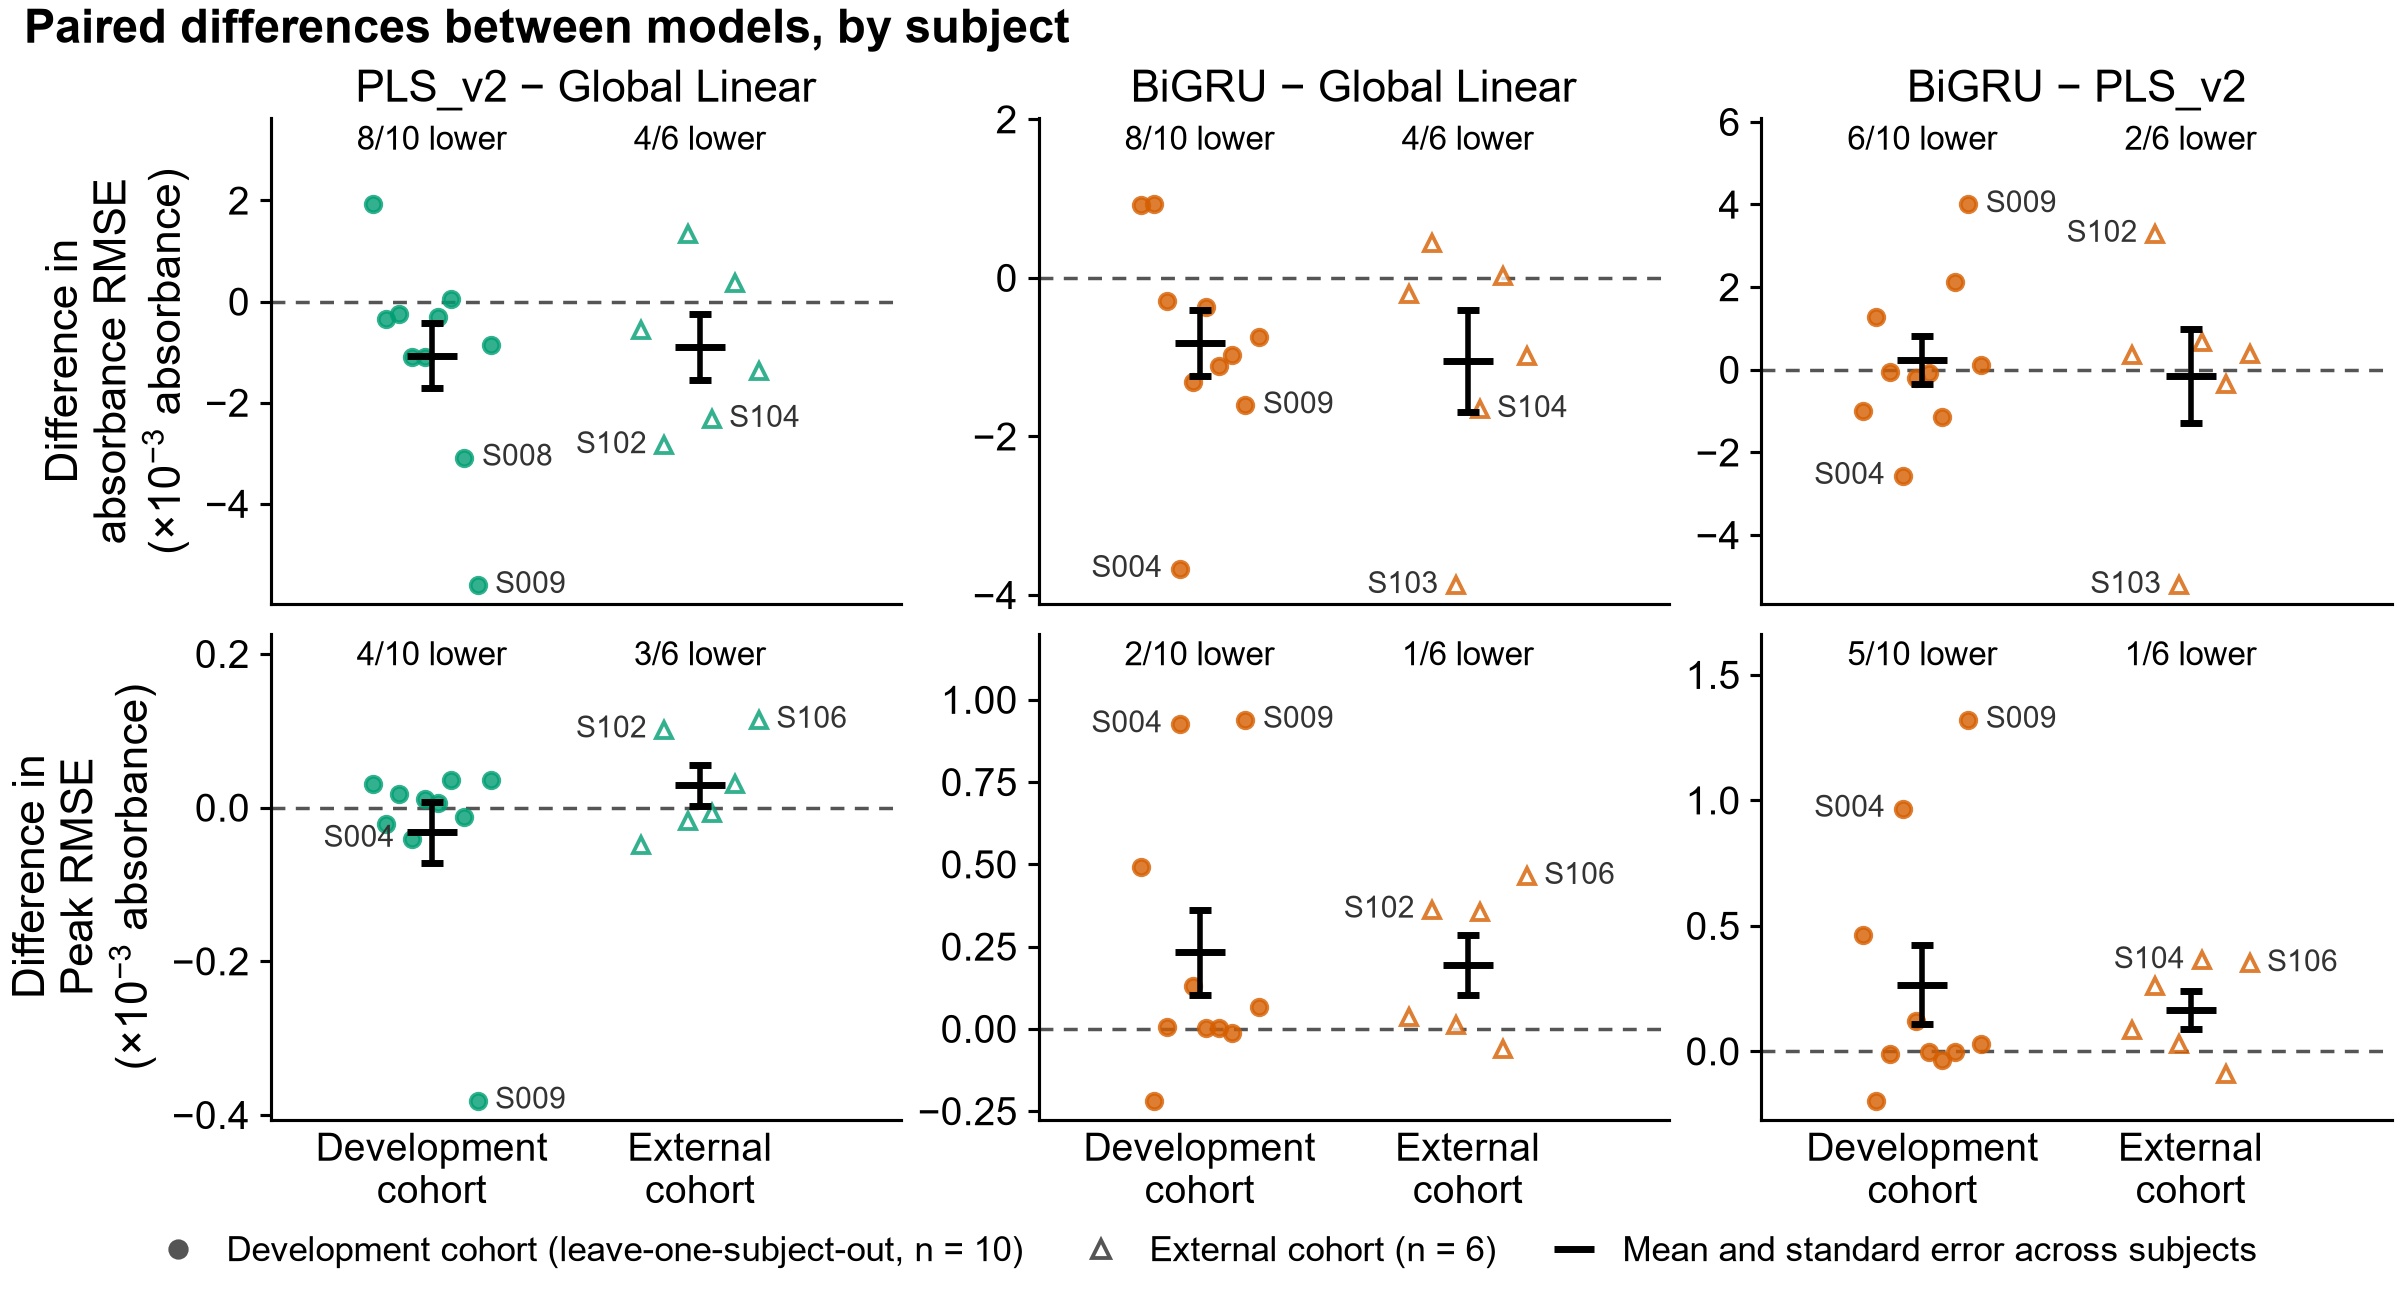 Paired differences between models, by subject
PLS_v2 − Global Linear
BiGRU − Global Linear
BiGRU − PLS_v2
Difference in
absorbance RMSE
(×10⁻³ absorbance)
2
0
−2
−4
8/10 lower
4/6 lower
S008
S009
S102
S104
2
0
−2
−4
8/10 lower
4/6 lower
S009
S004
S104
S103
6
4
2
0
−2
−4
6/10 lower
2/6 lower
S009
S004
S102
S103
Difference in
Peak RMSE
(×10⁻³ absorbance)
0.2
0.0
−0.2
−0.4
4/10 lower
3/6 lower
S004
S009
S102
S106
1.00
0.75
0.50
0.25
0.00
−0.25
2/10 lower
1/6 lower
S004
S009
S102
S106
1.5
1.0
0.5
0.0
5/10 lower
1/6 lower
S009
S004
S104
S106
Development
cohort
External
cohort
Development
cohort
External
cohort
Development
cohort
External
cohort
Development cohort (leave-one-subject-out, n = 10)
External cohort (n = 6)
Mean and standard error across subjects